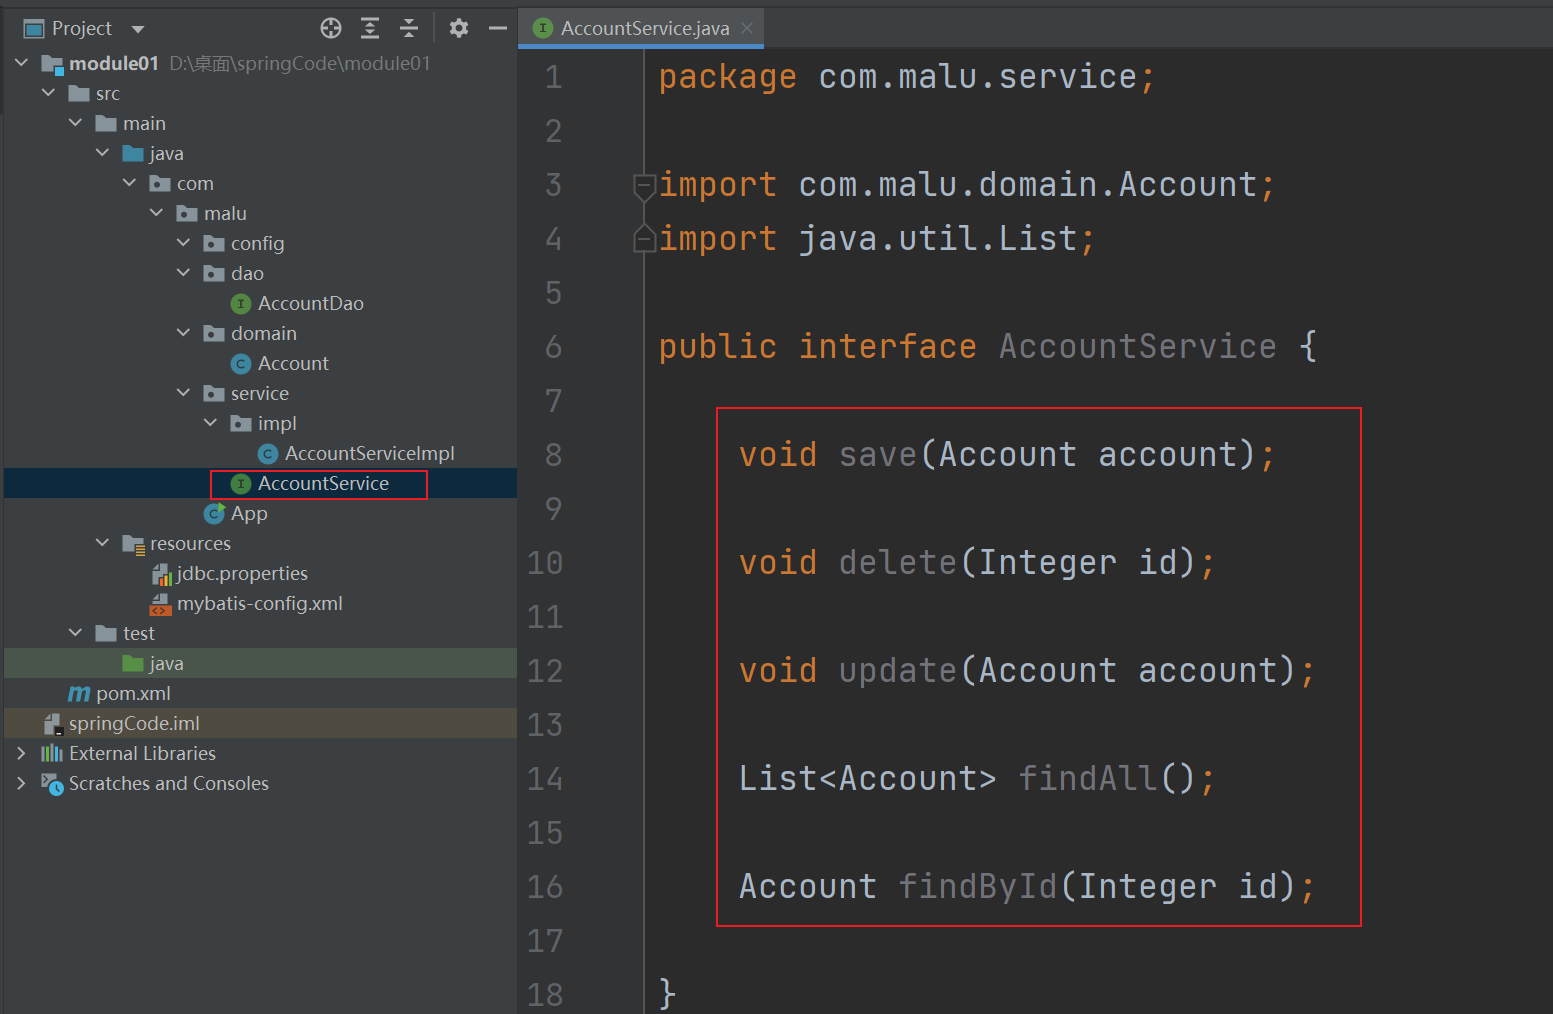 Project
module01 D:\桌面\springCode\module01
src
main
java
com
malu
config
dao
AccountDao
domain
Account
service
impl
AccountServiceImpl
AccountService
App
resources
jdbc.properties
mybatis-config.xml
test
java
pom.xml
springCode.iml
External Libraries
Scratches and Consoles
AccountService.java
1 package com.malu.service;
2
3 import com.malu.domain.Account;
4 import java.util.List;
5
6 public interface AccountService {
7
8 void save(Account account);
9
10 void delete(Integer id);
11
12 void update(Account account);
13
14 List<Account> findAll();
15
16 Account findById(Integer id);
17
18 }